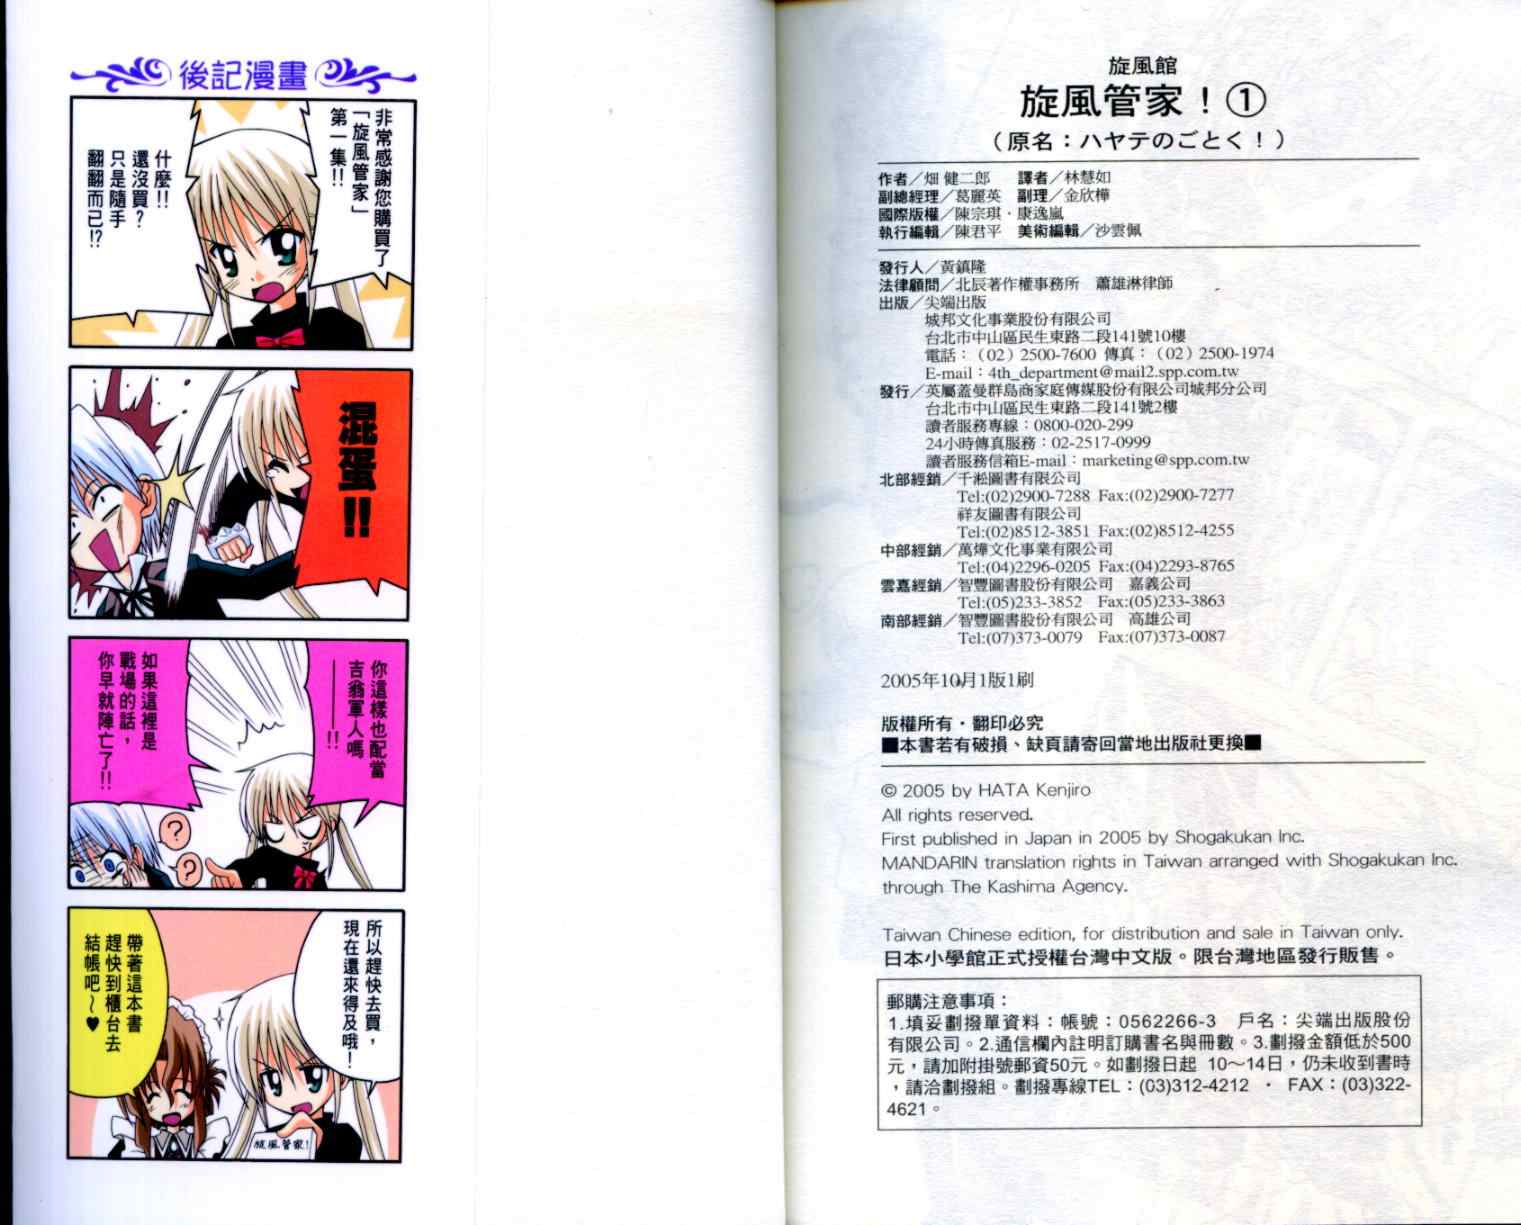 後記漫畫
非常感謝您購買了
「旋風管家」
第一集!!
什麼!!
還沒買？
只是隨手
翻翻而已!?
混蛋!!
你這樣也配當
吉翁軍人嗎
——!!
如果這裡是
戰場的話，
你早就陣亡了!!
?
?
所以趕快去買，
現在還來得及哦！
帶著這本書
趕快到櫃台去
結帳吧～♥
旋風管家!
旋風館
旋風管家！①
（原名：ハヤテのごとく！）
作者／畑 健二郎　譯者／林慧如
副總經理／葛麗英　副理／金欣樺
國際版權／陳宗琪．康逸嵐
執行編輯／陳君平　美術編輯／沙雲佩
發行人／黃鎮隆
法律顧問／北辰著作權事務所　蕭雄淋律師
出版／尖端出版
城邦文化事業股份有限公司
台北市中山區民生東路二段141號10樓
電話：（02）2500-7600 傳真：（02）2500-1974
E-mail：4th_department@mail2.spp.com.tw
發行／英屬蓋曼群島商家庭傳媒股份有限公司城邦分公司
台北市中山區民生東路二段141號2樓
讀者服務專線：0800-020-299
24小時傳真服務：02-2517-0999
讀者服務信箱E-mail：marketing@spp.com.tw
北部經銷／千淞圖書有限公司
Tel:(02)2900-7288 Fax:(02)2900-7277
祥友圖書有限公司
Tel:(02)8512-3851 Fax:(02)8512-4255
中部經銷／萬燁文化事業有限公司
Tel:(04)2296-0205 Fax:(04)2293-8765
雲嘉經銷／智豐圖書股份有限公司　嘉義公司
Tel:(05)233-3852　Fax:(05)233-3863
南部經銷／智豐圖書股份有限公司　高雄公司
Tel:(07)373-0079　Fax:(07)373-0087
2005年10月1版1刷
版權所有．翻印必究
■本書若有破損、缺頁請寄回當地出版社更換■
© 2005 by HATA Kenjiro
All rights reserved.
First published in Japan in 2005 by Shogakukan Inc.
MANDARIN translation rights in Taiwan arranged with Shogakukan Inc.
through The Kashima Agency.
Taiwan Chinese edition, for distribution and sale in Taiwan only.
日本小學館正式授權台灣中文版。限台灣地區發行販售。
郵購注意事項：
1.填妥劃撥單資料：帳號：0562266-3　戶名：尖端出版股份
有限公司。2.通信欄內註明訂購書名與冊數。3.劃撥金額低於500
元，請加附掛號郵資50元。如劃撥日起 10～14日，仍未收到書時
，請洽劃撥組。劃撥專線TEL：(03)312-4212 ． FAX：(03)322-
4621。